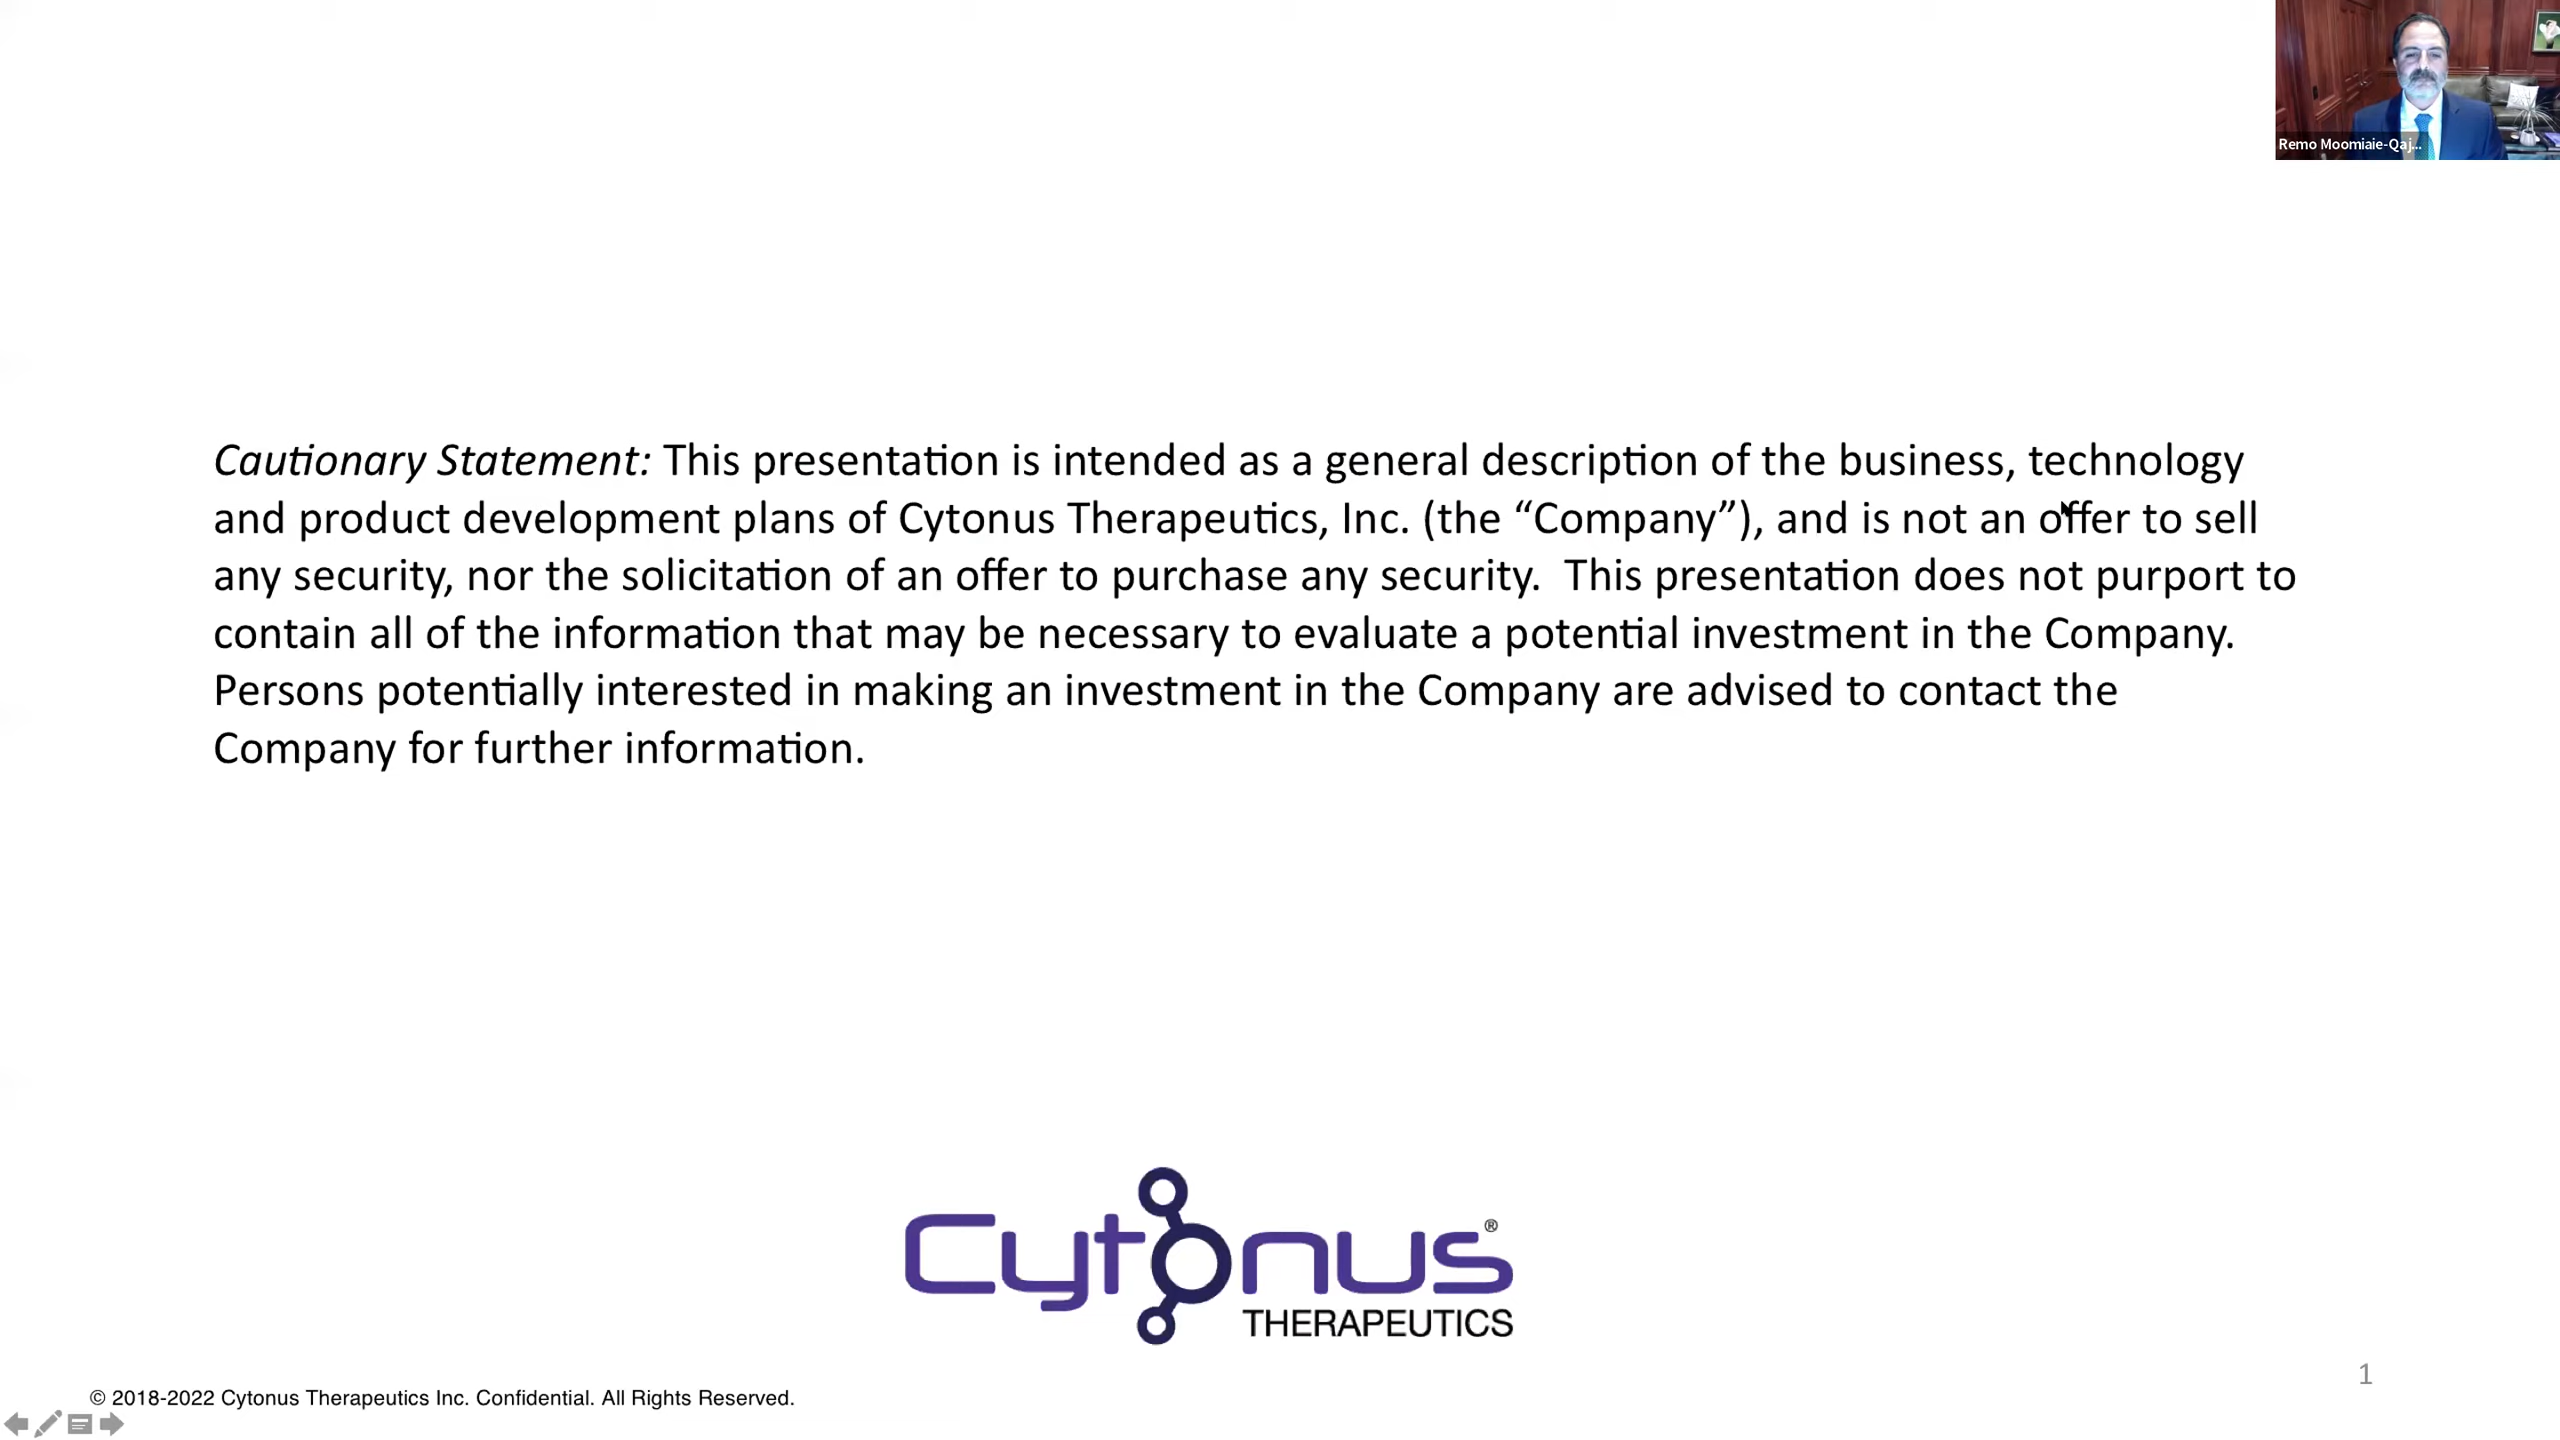 Remo Moomiaie-Qaj...
Cautionary Statement: This presentation is intended as a general description of the business, technology
and product development plans of Cytonus Therapeutics, Inc. (the “Company”), and is not an offer to sell
any security, nor the solicitation of an offer to purchase any security.  This presentation does not purport to
contain all of the information that may be necessary to evaluate a potential investment in the Company.
Persons potentially interested in making an investment in the Company are advised to contact the
Company for further information.
Cytonus®
THERAPEUTICS
1
© 2018-2022 Cytonus Therapeutics Inc. Confidential. All Rights Reserved.